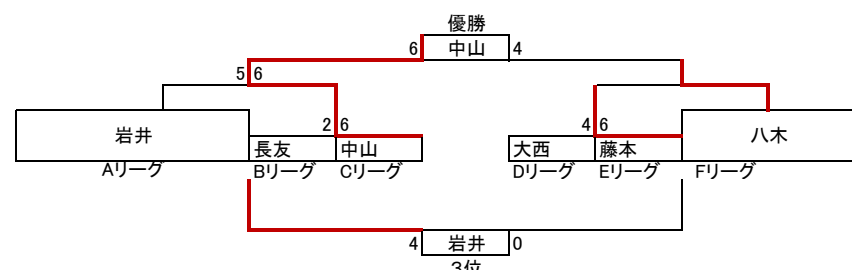 優勝
6 中山 4
5 6
岩井 2 6 4 6 八木
長友 中山 大西 藤本
Aリーグ Bリーグ Cリーグ Dリーグ Eリーグ Fリーグ
4 岩井 0
3位